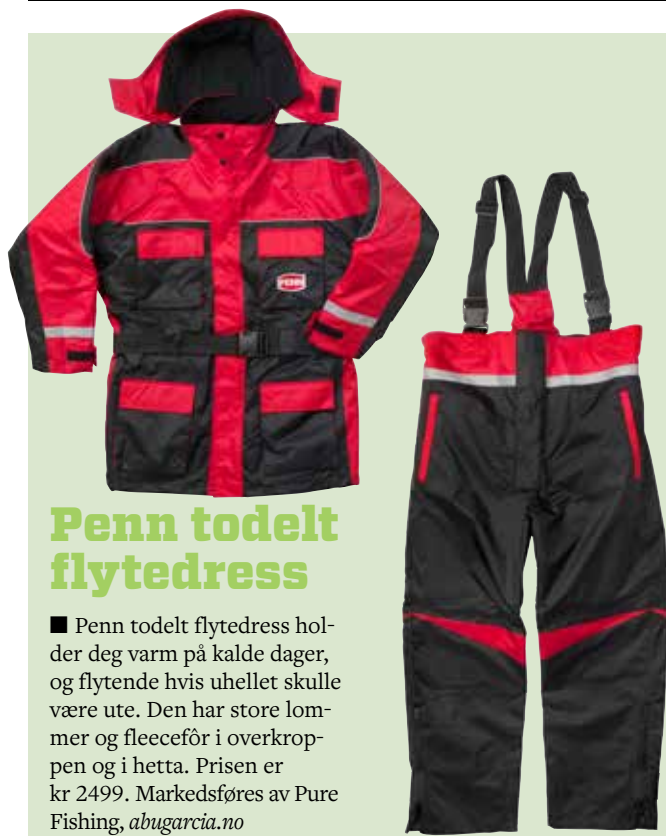 PENN
Penn todelt
flytedress
■ Penn todelt flytedress hol-
der deg varm på kalde dager,
og flytende hvis uhellet skulle
være ute. Den har store lom-
mer og fleecefôr i overkrop-
pen og i hetta. Prisen er
kr 2499. Markedsføres av Pure
Fishing, abugarcia.no